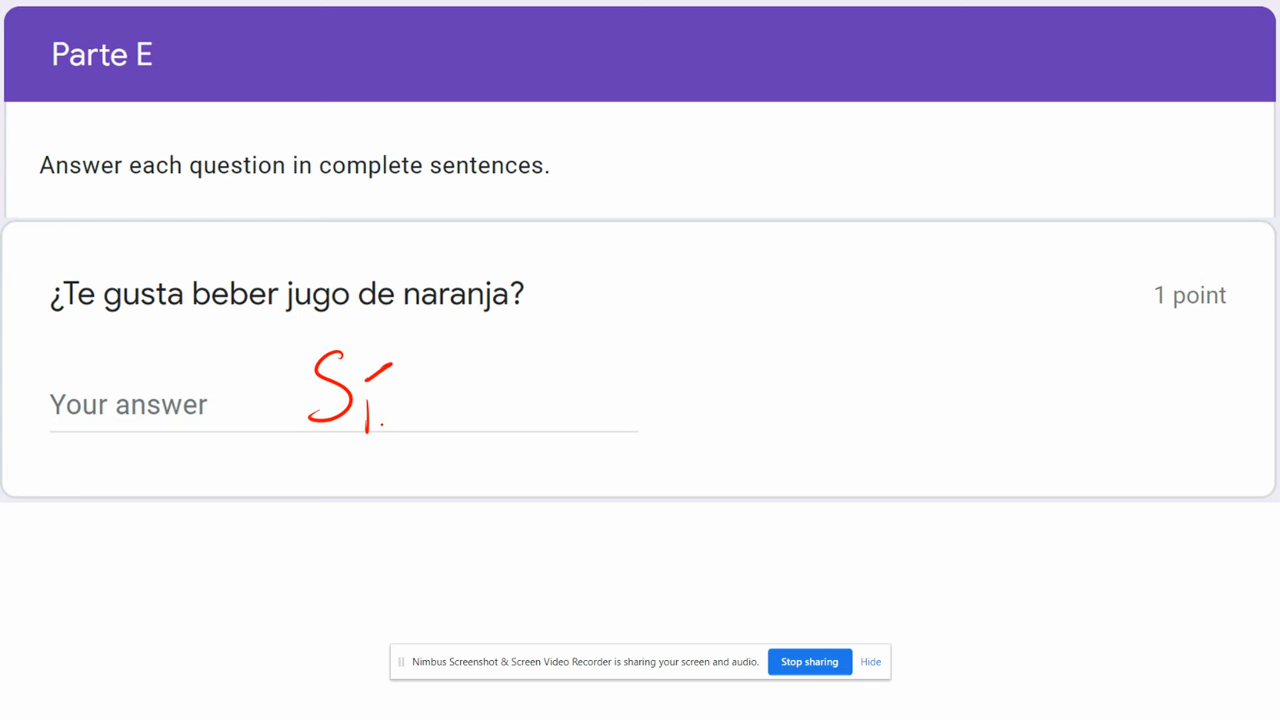 Parte E
Answer each question in complete sentences.
¿Te gusta beber jugo de naranja?
1 point
Sí
Your answer
Nimbus Screenshot & Screen Video Recorder is sharing your screen and audio.
Stop sharing
Hide